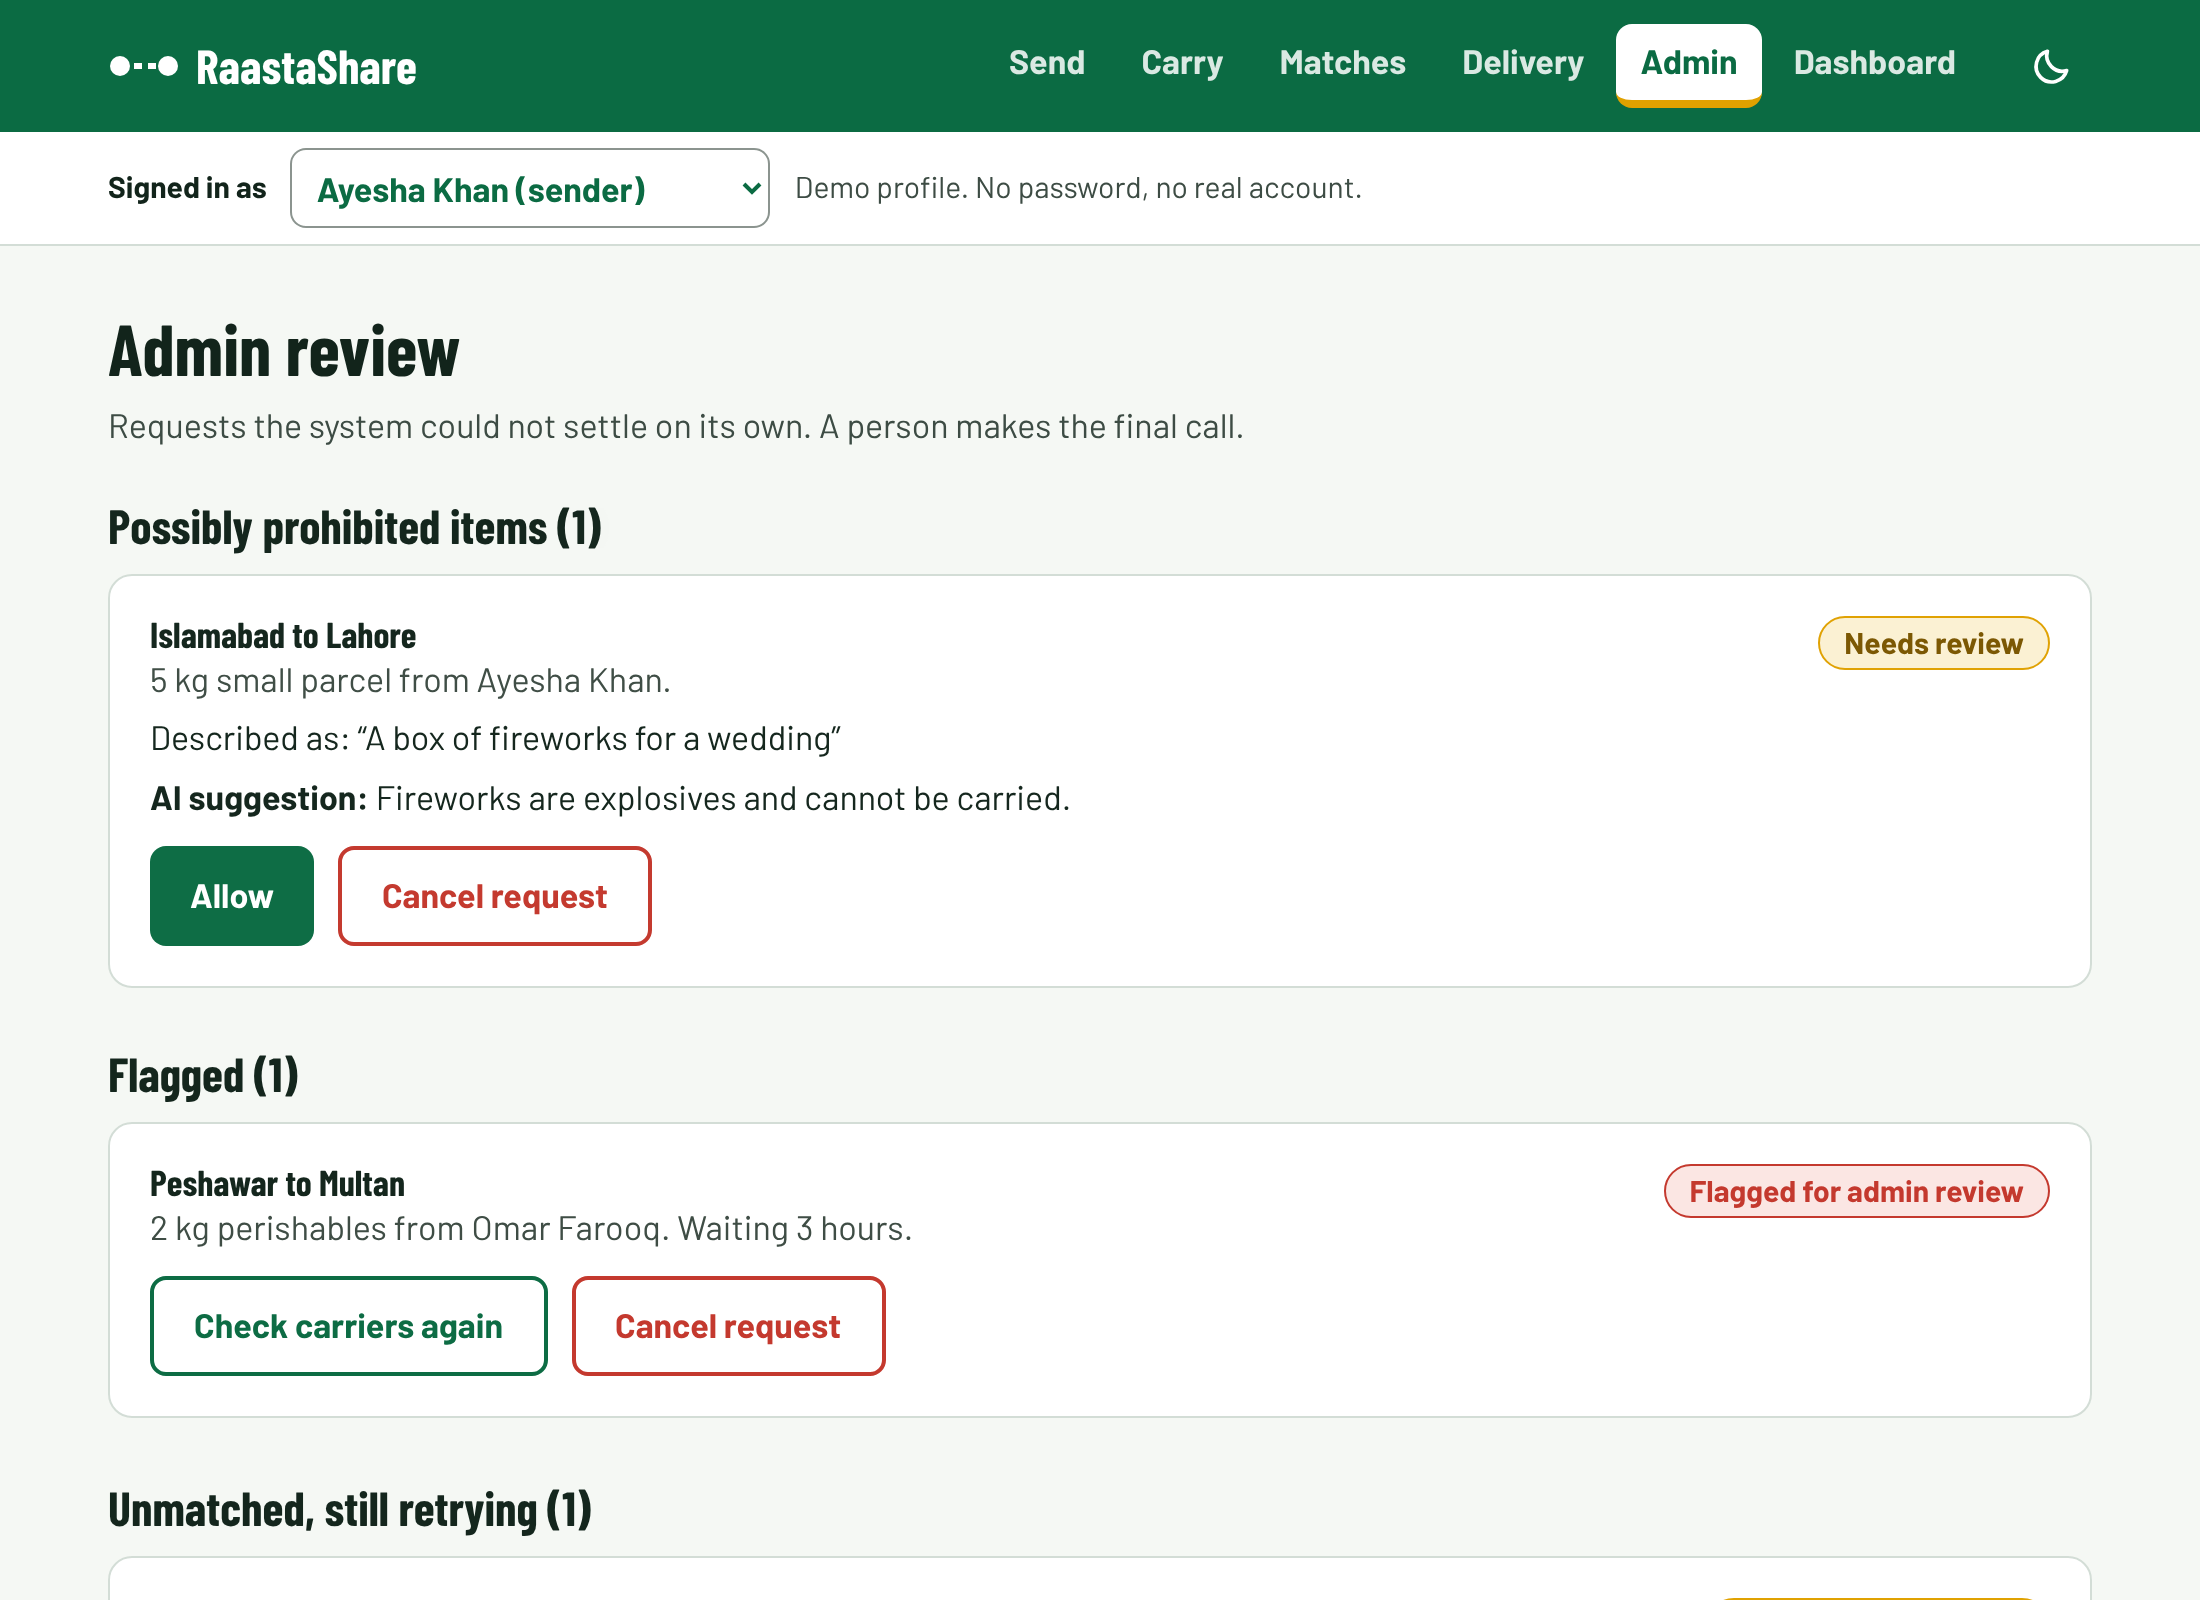 RaastaShare
Send
Carry
Matches
Delivery
Admin
Dashboard
Signed in as
Ayesha Khan (sender)
Demo profile. No password, no real account.
Admin review
Requests the system could not settle on its own. A person makes the final call.
Possibly prohibited items (1)
Islamabad to Lahore
Needs review
5 kg small parcel from Ayesha Khan.
Described as: “A box of fireworks for a wedding”
AI suggestion: Fireworks are explosives and cannot be carried.
Allow
Cancel request
Flagged (1)
Peshawar to Multan
Flagged for admin review
2 kg perishables from Omar Farooq. Waiting 3 hours.
Check carriers again
Cancel request
Unmatched, still retrying (1)